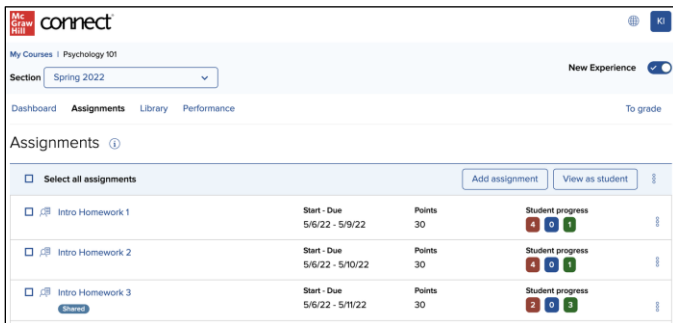 Mc Graw Hill connect KI
My Courses | Psychology 101
Section Spring 2022 New Experience
Dashboard Assignments Library Performance To grade
Assignments i
Select all assignments Add assignment View as student
Intro Homework 1 Start - Due Points Student progress
5/6/22 - 5/9/22 30 4 0 1
Intro Homework 2 Start - Due Points Student progress
5/6/22 - 5/10/22 30 4 0 1
Intro Homework 3 Start - Due Points Student progress
Shared 5/6/22 - 5/11/22 30 2 0 3